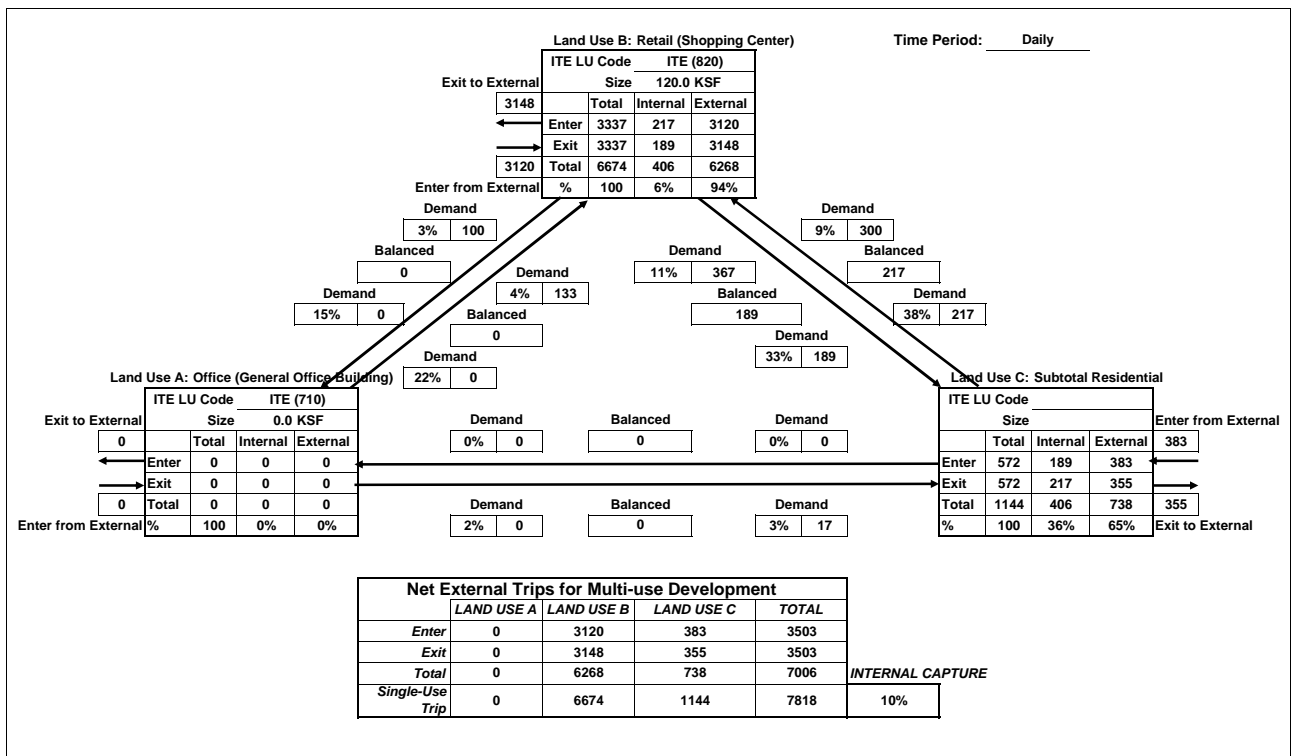 Land Use B: Retail (Shopping Center)
Time Period: Daily
ITE LU Code ITE (820)
Exit to External Size 120.0 KSF
3148 Total Internal External
Enter 3337 217 3120
Exit 3337 189 3148
3120 Total 6674 406 6268
Enter from External % 100 6% 94%
Demand Demand
3% 100 9% 300
Balanced Demand Balanced
0 11% 367 217
Demand Demand Balanced Demand
15% 0 4% 133 189 38% 217
Balanced
0
Demand Demand
22% 0 33% 189
Land Use A: Office (General Office Building) Land Use C: Subtotal Residential
ITE LU Code ITE (710) ITE LU Code
Exit to External Size 0.0 KSF Size Enter from External
0 Total Internal External Total Internal External 383
Enter 0 0 0 Enter 572 189 383
Exit 0 0 0 Exit 572 217 355
0 Total 0 0 0 Total 1144 406 738 355
Enter from External % 100 0% 0% % 100 36% 65% Exit to External
Demand Balanced Demand
0% 0 0 0% 0
Demand Balanced Demand
2% 0 0 3% 17
Net External Trips for Multi-use Development
LAND USE A LAND USE B LAND USE C TOTAL
Enter 0 3120 383 3503
Exit 0 3148 355 3503
Total 0 6268 738 7006 INTERNAL CAPTURE
Single-Use
Trip 0 6674 1144 7818 10%